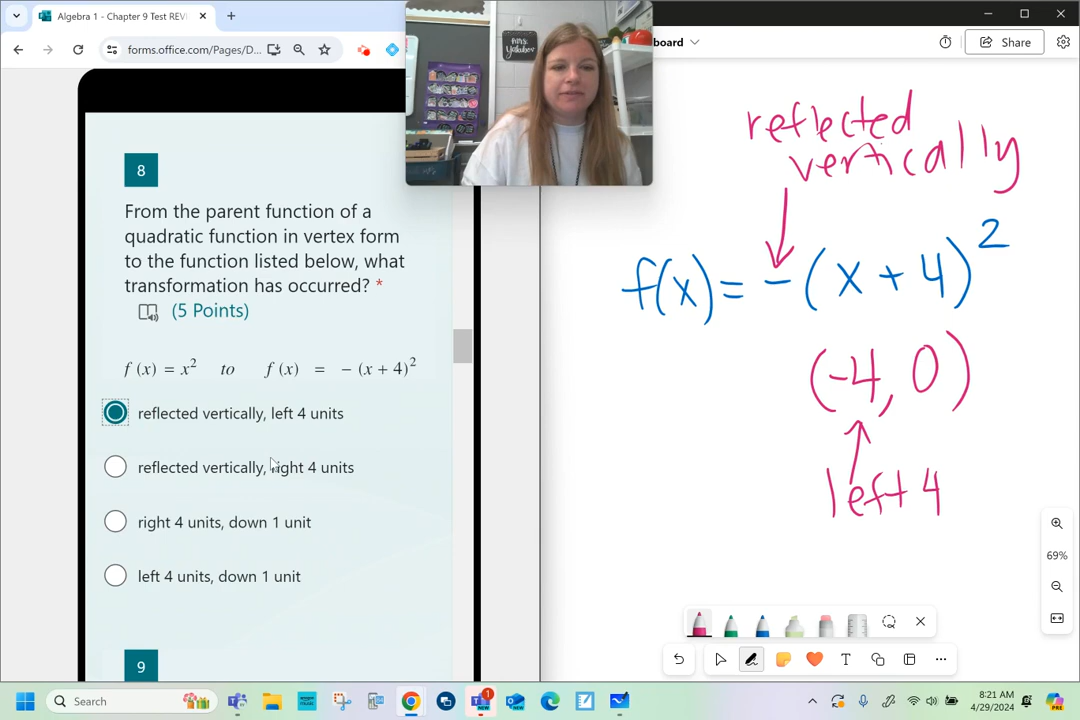 Algebra 1 - Chapter 9 Test REVI
forms.office.com/Pages/D...
Mrs.
Yakubov
board
Share
8
From the parent function of a
quadratic function in vertex form
to the function listed below, what
transformation has occurred? *
(5 Points)
f (x) = x² to f (x) = − (x + 4)²
reflected vertically, left 4 units
reflected vertically, right 4 units
right 4 units, down 1 unit
left 4 units, down 1 unit
9
reflected
vertically
f(x) = -(x + 4)²
(-4, 0)
left 4
69%
Search
8:21 AM
4/29/2024